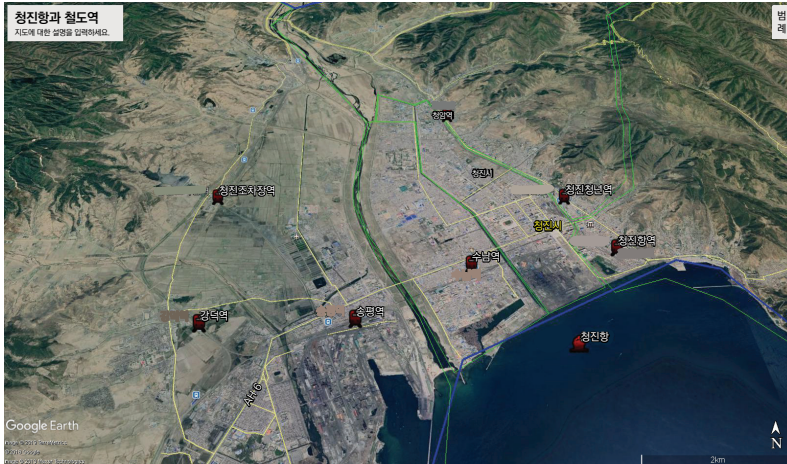 청진항과 철도역
지도에 대한 설명을 입력하세요.
범
례
청암역
청진시
청진조차장역
청진청년역
청진시
청진항역
수남역
강덕역
송평역
청진항
AH 6
Google Earth
N
2km